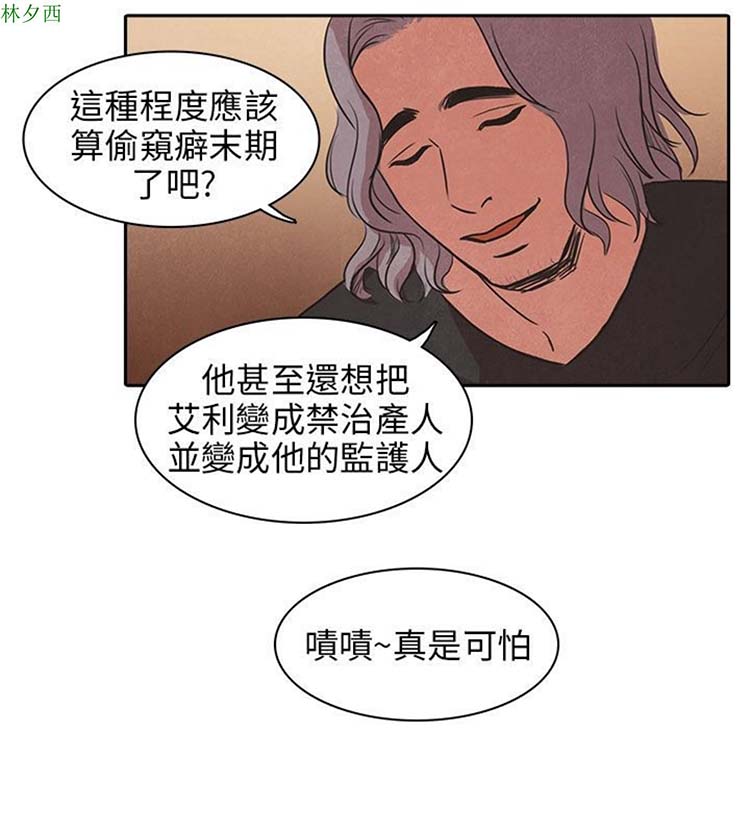 林夕西
這種程度應該
算偷窺癖末期
了吧?
他甚至還想把
艾利變成禁治產人
並變成他的監護人
嘖嘖~真是可怕